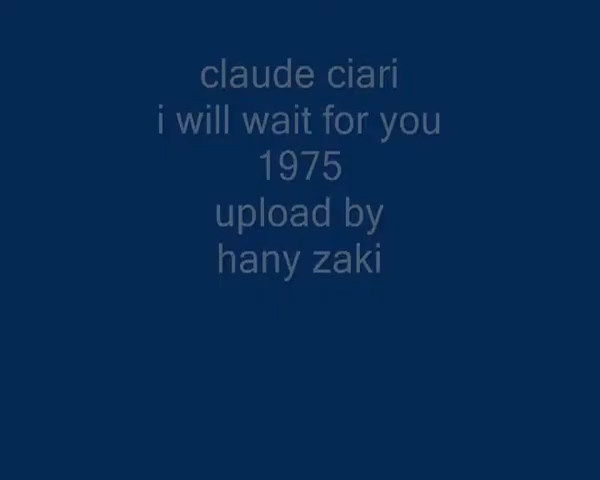 claude ciari
i will wait for you
1975
upload by
hany zaki